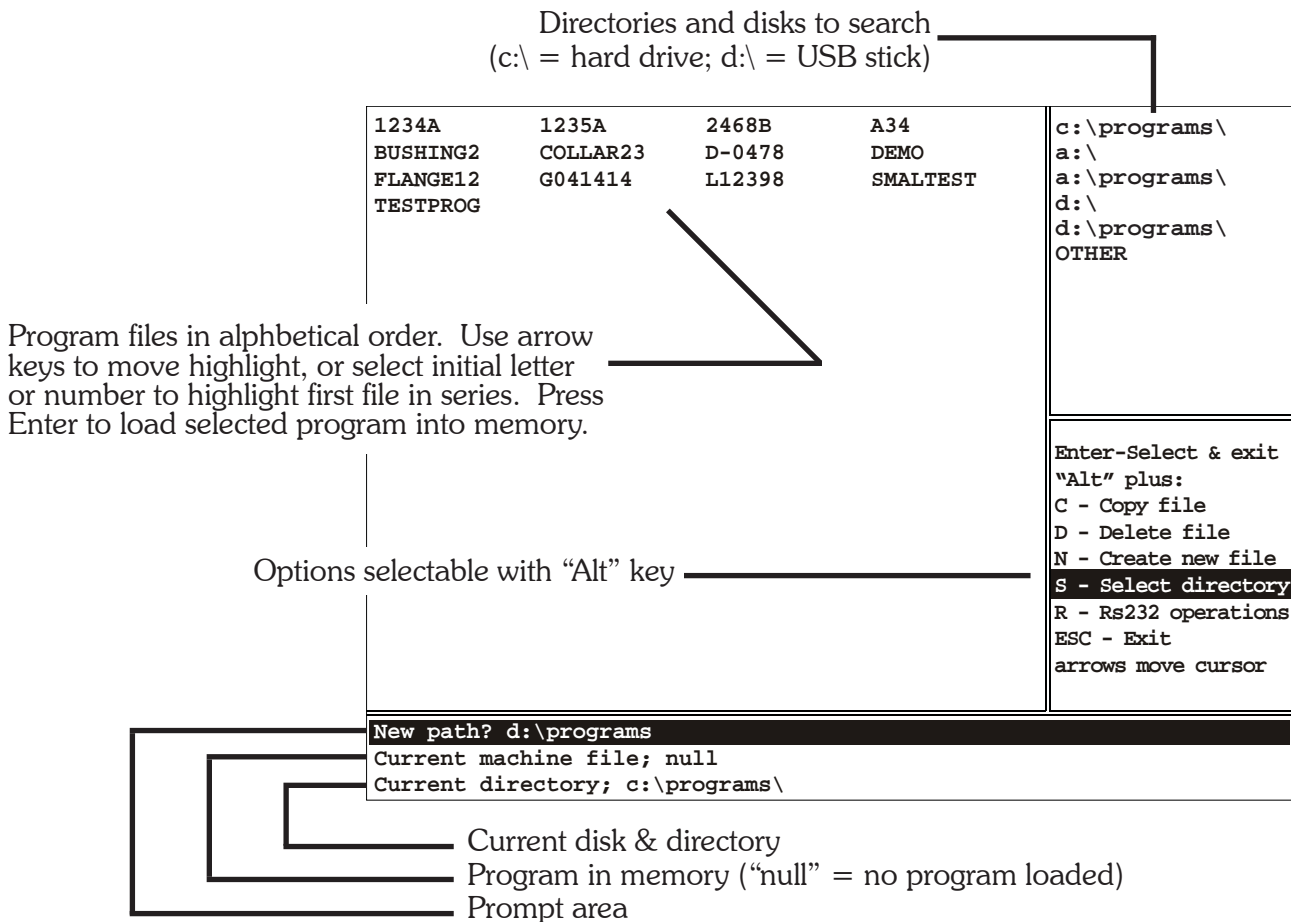 Directories and disks to search
(c:\ = hard drive; d:\ = USB stick)
1234A 1235A 2468B A34
BUSHING2 COLLAR23 D-0478 DEMO
FLANGE12 G041414 L12398 SMALTEST
TESTPROG
c:\programs\
a:\
a:\programs\
d:\
d:\programs\
OTHER
Program files in alphbetical order. Use arrow
keys to move highlight, or select initial letter
or number to highlight first file in series. Press
Enter to load selected program into memory.
Enter-Select & exit
“Alt” plus:
C - Copy file
D - Delete file
N - Create new file
S - Select directory
R - Rs232 operations
ESC - Exit
arrows move cursor
Options selectable with “Alt” key
New path? d:\programs
Current machine file; null
Current directory; c:\programs\
Current disk & directory
Program in memory (“null” = no program loaded)
Prompt area